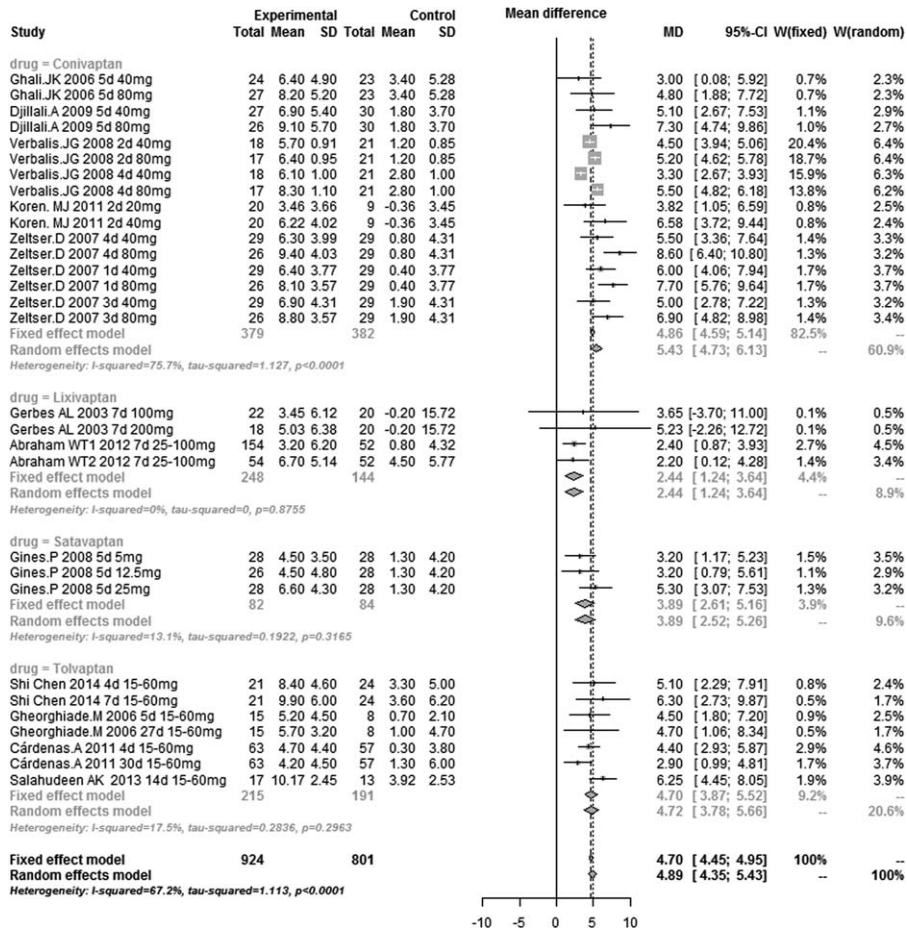 Experimental Control Mean difference
Study Total Mean SD Total Mean SD MD 95%-CI W(fixed) W(random)
drug = Conivaptan
Ghali.JK 2006 5d 40mg 24 6.40 4.90 23 3.40 5.28 3.00 [0.08; 5.92] 0.7% 2.3%
Ghali.JK 2006 5d 80mg 27 8.20 5.20 23 3.40 5.28 4.80 [1.88; 7.72] 0.7% 2.3%
Djillali.A 2009 5d 40mg 27 6.90 5.40 30 1.80 3.70 5.10 [2.67; 7.53] 1.1% 2.9%
Djillali.A 2009 5d 80mg 26 9.10 5.70 30 1.80 3.70 7.30 [4.74; 9.86] 1.0% 2.7%
Verbalis.JG 2008 2d 40mg 18 5.70 0.91 21 1.20 0.85 4.50 [3.94; 5.06] 20.4% 6.4%
Verbalis.JG 2008 2d 80mg 17 6.40 0.95 21 1.20 0.85 5.20 [4.62; 5.78] 18.7% 6.4%
Verbalis.JG 2008 4d 40mg 18 6.10 1.00 21 2.80 1.00 3.30 [2.67; 3.93] 15.9% 6.3%
Verbalis.JG 2008 4d 80mg 17 8.30 1.10 21 2.80 1.00 5.50 [4.82; 6.18] 13.8% 6.2%
Koren. MJ 2011 2d 20mg 20 3.46 3.66 9 -0.36 3.45 3.82 [1.05; 6.59] 0.8% 2.5%
Koren. MJ 2011 2d 40mg 20 6.22 4.02 9 -0.36 3.45 6.58 [3.72; 9.44] 0.8% 2.4%
Zeltser.D 2007 4d 40mg 29 6.30 3.99 29 0.80 4.31 5.50 [3.36; 7.64] 1.4% 3.3%
Zeltser.D 2007 4d 80mg 26 9.40 4.03 29 0.80 4.31 8.60 [6.40; 10.80] 1.3% 3.2%
Zeltser.D 2007 1d 40mg 29 6.40 3.77 29 0.40 3.77 6.00 [4.06; 7.94] 1.7% 3.7%
Zeltser.D 2007 1d 80mg 26 8.10 3.57 29 0.40 3.77 7.70 [5.76; 9.64] 1.7% 3.7%
Zeltser.D 2007 3d 40mg 29 6.90 4.31 29 1.90 4.31 5.00 [2.78; 7.22] 1.3% 3.2%
Zeltser.D 2007 3d 80mg 26 8.80 3.57 29 1.90 4.31 6.90 [4.82; 8.98] 1.4% 3.4%
Fixed effect model 379 382 4.86 [4.59; 5.14] 82.5% --
Random effects model 5.43 [4.73; 6.13] -- 60.9%
Heterogeneity: I-squared=75.7%, tau-squared=1.127, p<0.0001
drug = Lixivaptan
Gerbes AL 2003 7d 100mg 22 3.45 6.12 20 -0.20 15.72 3.65 [-3.70; 11.00] 0.1% 0.5%
Gerbes AL 2003 7d 200mg 18 5.03 6.38 20 -0.20 15.72 5.23 [-2.26; 12.72] 0.1% 0.5%
Abraham WT1 2012 7d 25-100mg 154 3.20 6.20 52 0.80 4.32 2.40 [0.87; 3.93] 2.7% 4.5%
Abraham WT2 2012 7d 25-100mg 54 6.70 5.14 52 4.50 5.77 2.20 [0.12; 4.28] 1.4% 3.4%
Fixed effect model 248 144 2.44 [1.24; 3.64] 4.4% --
Random effects model 2.44 [1.24; 3.64] -- 8.9%
Heterogeneity: I-squared=0%, tau-squared=0, p=0.8755
drug = Satavaptan
Gines.P 2008 5d 5mg 28 4.50 3.50 28 1.30 4.20 3.20 [1.17; 5.23] 1.5% 3.5%
Gines.P 2008 5d 12.5mg 26 4.50 4.80 28 1.30 4.20 3.20 [0.79; 5.61] 1.1% 2.9%
Gines.P 2008 5d 25mg 28 6.60 4.30 28 1.30 4.20 5.30 [3.07; 7.53] 1.3% 3.2%
Fixed effect model 82 84 3.89 [2.61; 5.16] 3.9% --
Random effects model 3.89 [2.52; 5.26] -- 9.6%
Heterogeneity: I-squared=13.1%, tau-squared=0.1922, p=0.3165
drug = Tolvaptan
Shi Chen 2014 4d 15-60mg 21 8.40 4.60 24 3.30 5.00 5.10 [2.29; 7.91] 0.8% 2.4%
Shi Chen 2014 7d 15-60mg 21 9.90 6.00 24 3.60 6.20 6.30 [2.73; 9.87] 0.5% 1.7%
Gheorghiade.M 2006 5d 15-60mg 15 5.20 4.50 8 0.70 2.10 4.50 [1.80; 7.20] 0.9% 2.5%
Gheorghiade.M 2006 27d 15-60mg 15 5.70 3.20 8 1.00 4.70 4.70 [1.06; 8.34] 0.5% 1.7%
Cárdenas.A 2011 4d 15-60mg 63 4.70 4.40 57 0.30 3.80 4.40 [2.93; 5.87] 2.9% 4.6%
Cárdenas.A 2011 30d 15-60mg 63 4.20 4.50 57 1.30 6.00 2.90 [0.99; 4.81] 1.7% 3.7%
Salahudeen AK 2013 14d 15-60mg 17 10.17 2.45 13 3.92 2.53 6.25 [4.45; 8.05] 1.9% 3.9%
Fixed effect model 215 191 4.70 [3.87; 5.52] 9.2% --
Random effects model 4.72 [3.78; 5.66] -- 20.6%
Heterogeneity: I-squared=17.5%, tau-squared=0.2836, p=0.2963
Fixed effect model 924 801 4.70 [4.45; 4.95] 100% --
Random effects model 4.89 [4.35; 5.43] -- 100%
Heterogeneity: I-squared=67.2%, tau-squared=1.113, p<0.0001
-10 -5 0 5 10